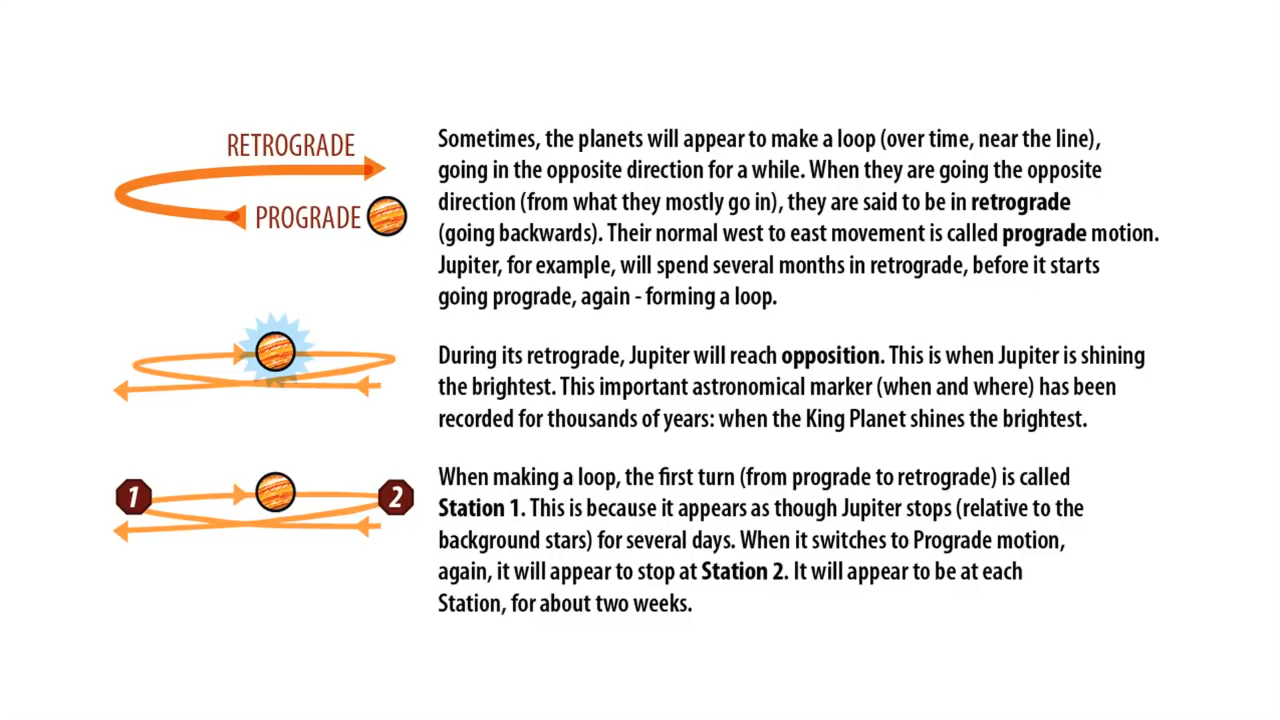 RETROGRADE
PROGRADE
Sometimes, the planets will appear to make a loop (over time, near the line),
going in the opposite direction for a while. When they are going the opposite
direction (from what they mostly go in), they are said to be in retrograde
(going backwards). Their normal west to east movement is called prograde motion.
Jupiter, for example, will spend several months in retrograde, before it starts
going prograde, again - forming a loop.
During its retrograde, Jupiter will reach opposition. This is when Jupiter is shining
the brightest. This important astronomical marker (when and where) has been
recorded for thousands of years: when the King Planet shines the brightest.
1
2
When making a loop, the first turn (from prograde to retrograde) is called
Station 1. This is because it appears as though Jupiter stops (relative to the
background stars) for several days. When it switches to Prograde motion,
again, it will appear to stop at Station 2. It will appear to be at each
Station, for about two weeks.